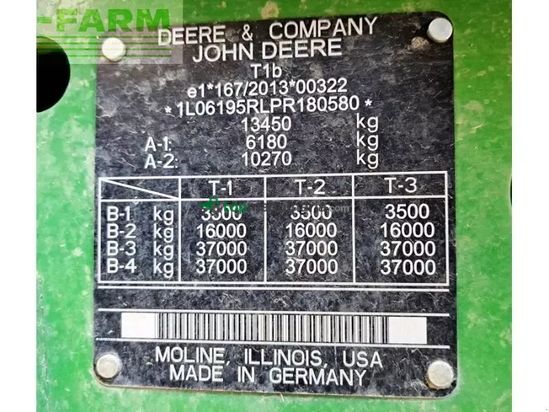 FARM
DEERE & COMPANY
JOHN DEERE
T1b
e1*167/2013*00322
*1L06195RLPR180580*
13450 kg
A-1: 6180 kg
A-2: 10270 kg
T-1 T-2 T-3
B-1 kg 3500 3500 3500
B-2 kg 16000 16000 16000
B-3 kg 37000 37000 37000
B-4 kg 37000 37000 37000
MOLINE, ILLINOIS, USA
MADE IN GERMANY